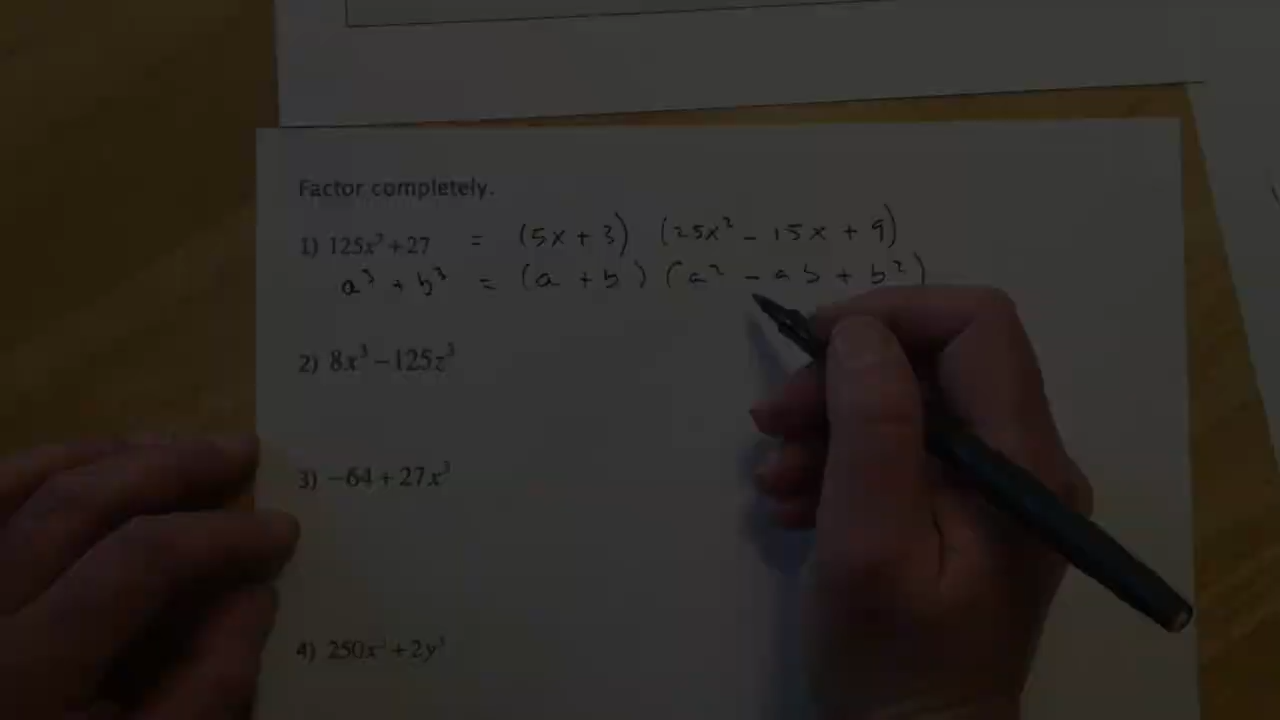 Factor completely.
1) 125x³ + 27 = (5x + 3) (25x² - 15x + 9)
a³ + b³ = (a + b) (a² - ab + b²)
2) 8x³ - 125z³
3) -64 + 27x³
4) 250x³ + 2y³